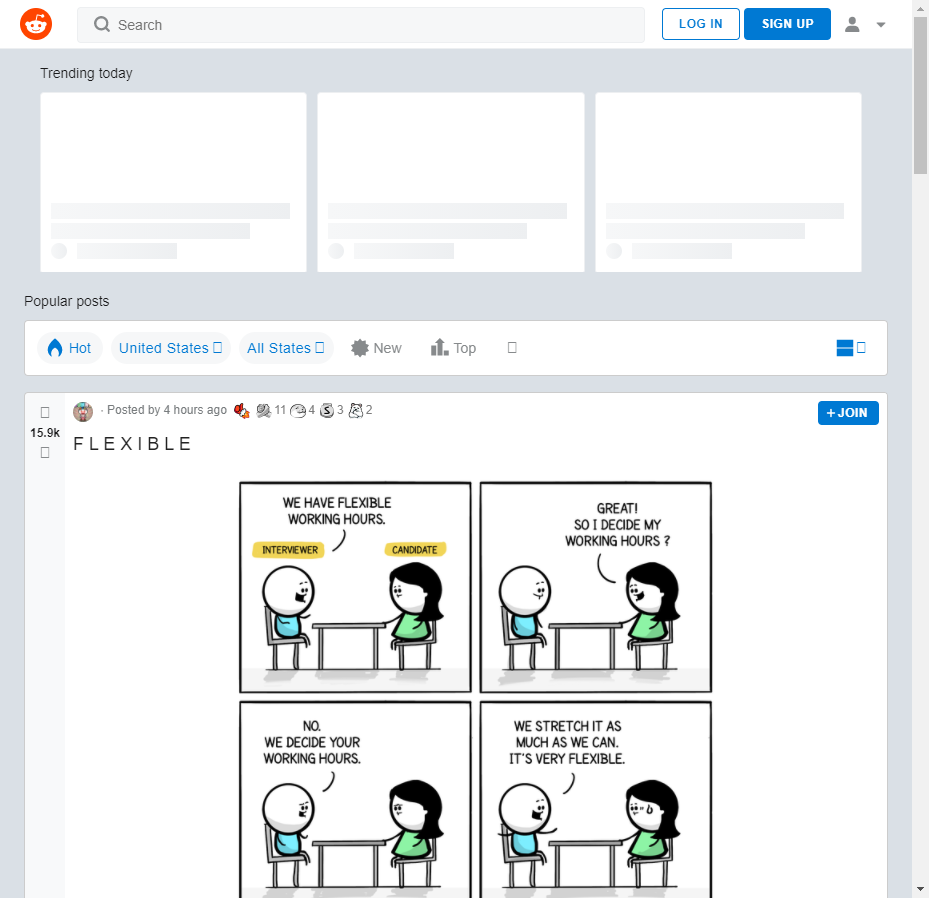 Search
LOG IN
SIGN UP
Trending today
Popular posts
Hot
United States
All States
New
Top
· Posted by 4 hours ago
11
4
3
2
+ JOIN
15.9k
F L E X I B L E
WE HAVE FLEXIBLE
WORKING HOURS.
INTERVIEWER
CANDIDATE
GREAT!
SO I DECIDE MY
WORKING HOURS ?
NO.
WE DECIDE YOUR
WORKING HOURS.
WE STRETCH IT AS
MUCH AS WE CAN.
IT'S VERY FLEXIBLE.